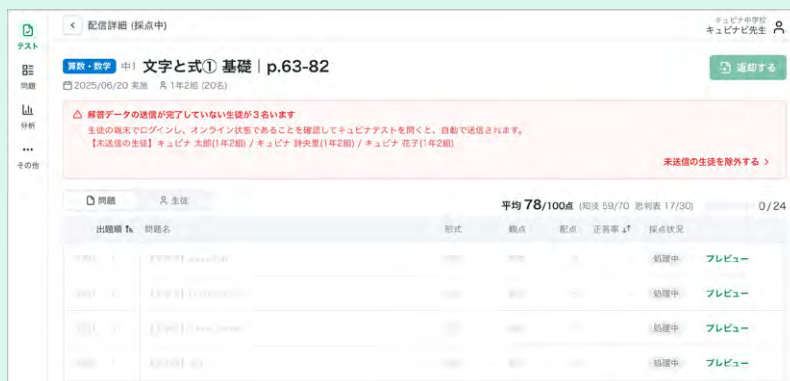 配信詳細 (採点中)
キュビナ中学校
キュビナビ先生
テスト
問題
分析
その他
算数・数学 中1 文字と式① 基礎｜p.63-82
2025/06/20 実施 1年2組 (20名)
返却する
解答データの送信が完了していない生徒が3名います
生徒の端末でログインし、オンライン状態であることを確認してキュビナテストを開くと、自動で送信されます。
【未送信の生徒】キュビナ 太郎(1年2組) / キュビナ 詩央里(1年2組) / キュビナ 花子(1年2組)
未送信の生徒を除外する
問題 生徒
平均 78/100点 (知技 59/70 思判表 17/30)
0/24
出題順 問題名 形式 観点 配点 正答率 採点状況
処理中 プレビュー
処理中 プレビュー
処理中 プレビュー
処理中 プレビュー